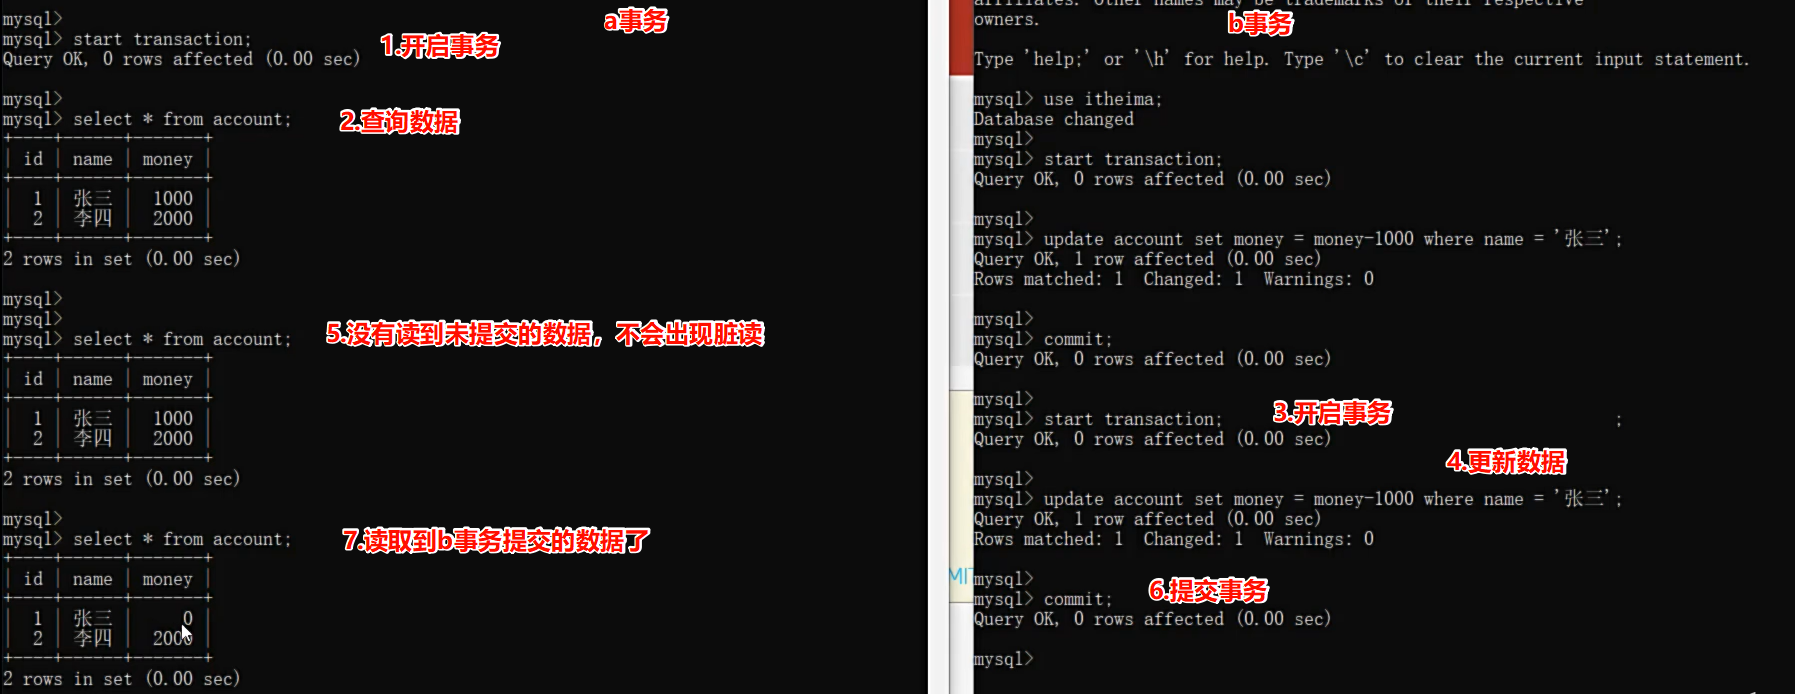 a事务
mysql>
mysql> start transaction;
1.开启事务
Query OK, 0 rows affected (0.00 sec)
mysql>
mysql> select * from account;
2.查询数据
+----+------+-------+
| id | name | money |
+----+------+-------+
| 1 | 张三 | 1000 |
| 2 | 李四 | 2000 |
+----+------+-------+
2 rows in set (0.00 sec)
mysql>
mysql>
mysql> select * from account;
5.没有读到未提交的数据，不会出现脏读
+----+------+-------+
| id | name | money |
+----+------+-------+
| 1 | 张三 | 1000 |
| 2 | 李四 | 2000 |
+----+------+-------+
2 rows in set (0.00 sec)
mysql>
mysql> select * from account;
7.读取到b事务提交的数据了
+----+------+-------+
| id | name | money |
+----+------+-------+
| 1 | 张三 | 0 |
| 2 | 李四 | 2000 |
+----+------+-------+
2 rows in set (0.00 sec)
affiliates. Other names may be trademarks of their respective
owners.
b事务
Type 'help;' or '\h' for help. Type '\c' to clear the current input statement.
mysql> use itheima;
Database changed
mysql>
mysql> start transaction;
Query OK, 0 rows affected (0.00 sec)
mysql>
mysql> update account set money = money-1000 where name = '张三';
Query OK, 1 row affected (0.00 sec)
Rows matched: 1 Changed: 1 Warnings: 0
mysql>
mysql> commit;
Query OK, 0 rows affected (0.00 sec)
mysql>
mysql> start transaction; ;
3.开启事务
Query OK, 0 rows affected (0.00 sec)
4.更新数据
mysql>
mysql> update account set money = money-1000 where name = '张三';
Query OK, 1 row affected (0.00 sec)
Rows matched: 1 Changed: 1 Warnings: 0
mysql>
mysql> commit;
6.提交事务
Query OK, 0 rows affected (0.00 sec)
mysql>